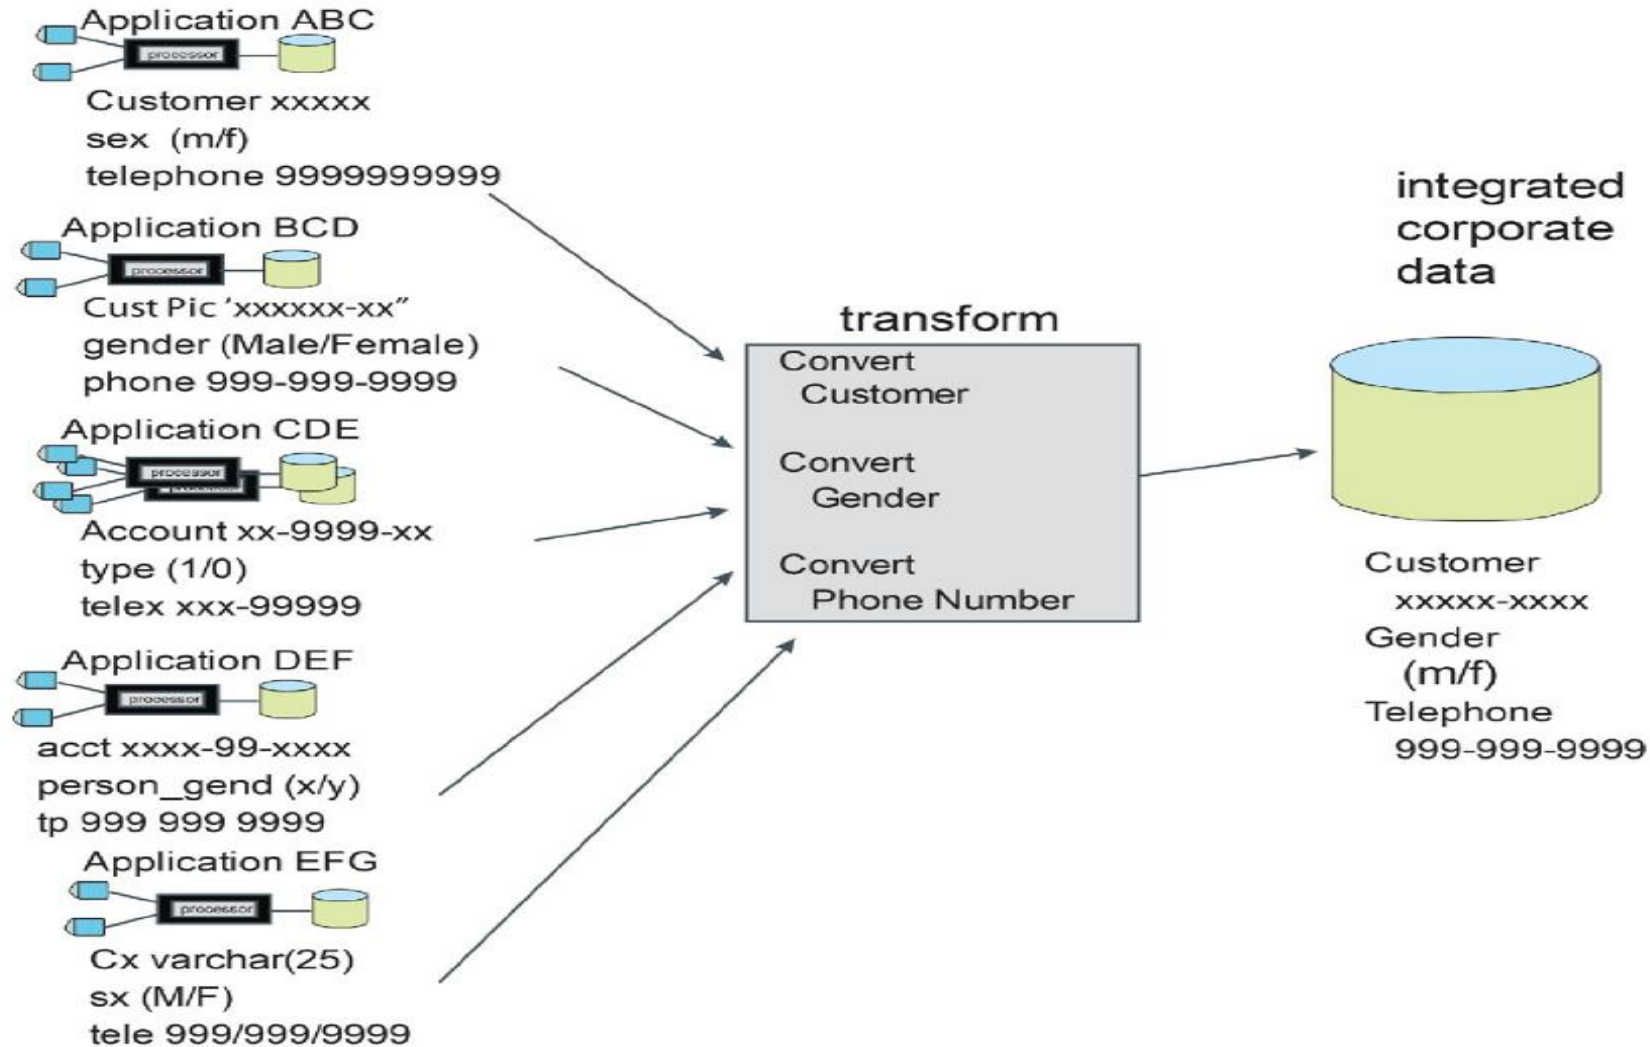 Application ABC
processor
Customer xxxxx
sex (m/f)
telephone 9999999999
Application BCD
processor
Cust Pic ‘xxxxxx-xx”
gender (Male/Female)
phone 999-999-9999
Application CDE
processor
processor
Account xx-9999-xx
type (1/0)
telex xxx-99999
Application DEF
processor
acct xxxx-99-xxxx
person_gend (x/y)
tp 999 999 9999
Application EFG
processor
Cx varchar(25)
sx (M/F)
tele 999/999/9999
transform
Convert
Customer
Convert
Gender
Convert
Phone Number
integrated
corporate
data
Customer
xxxxx-xxxx
Gender
(m/f)
Telephone
999-999-9999